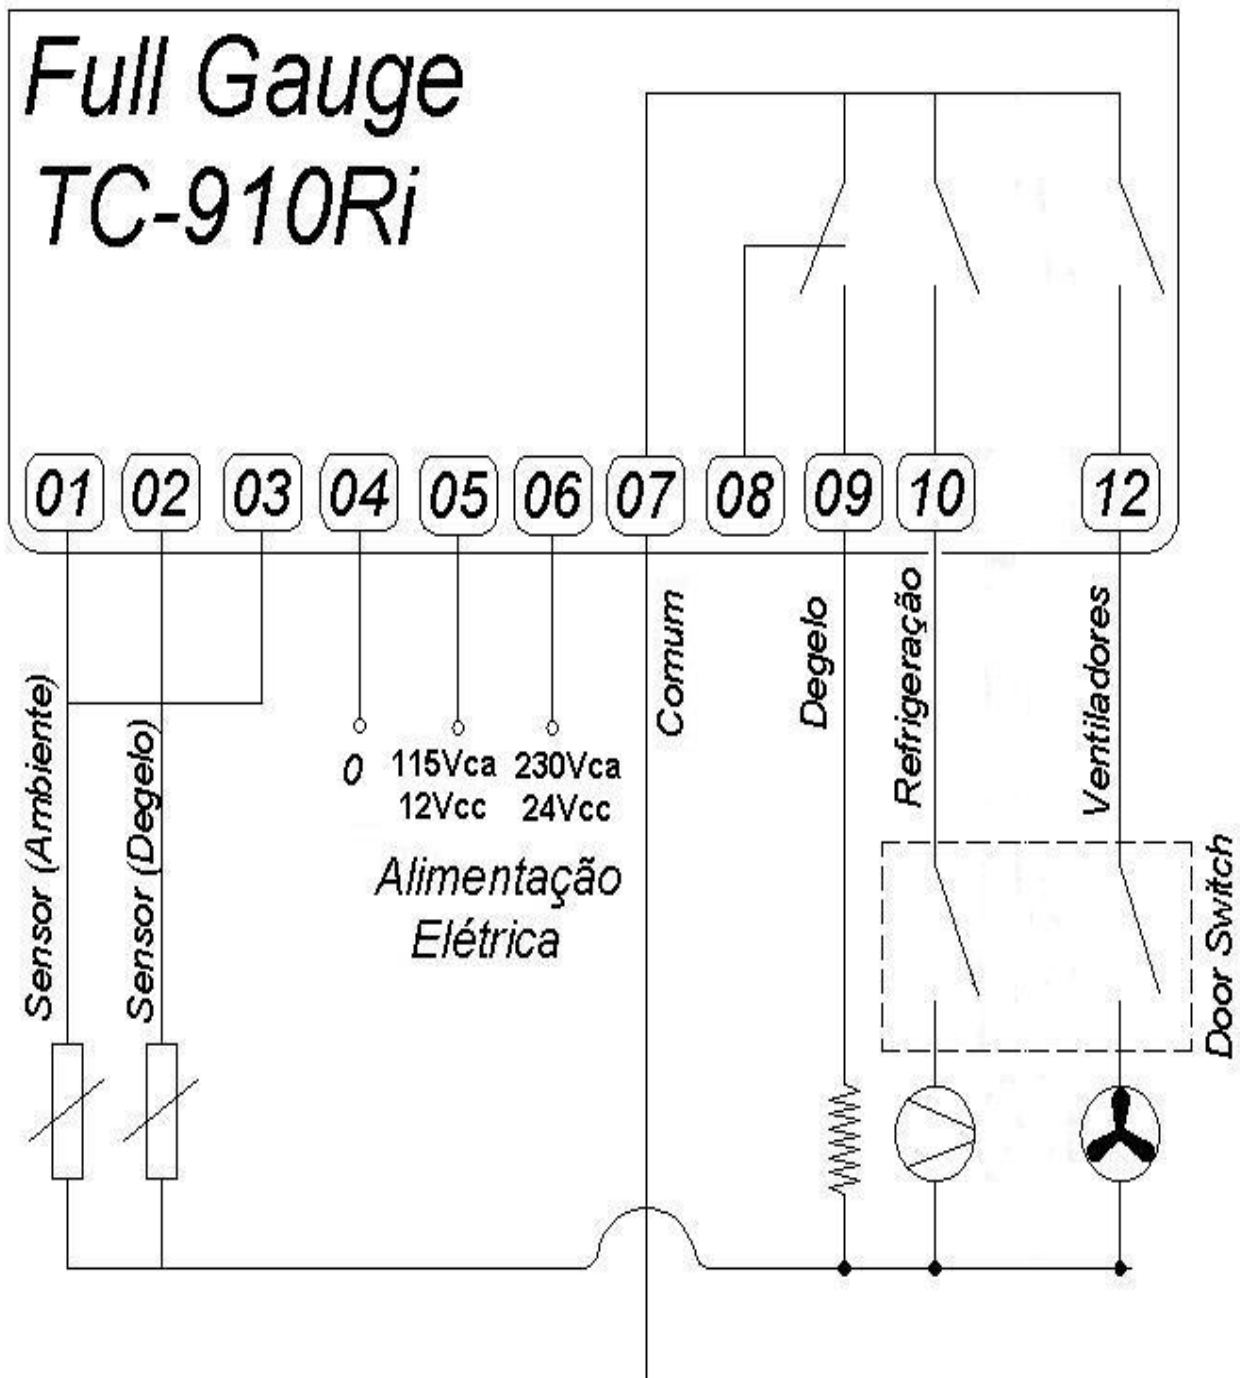 Full Gauge
TC-910Ri
01 02 03 04 05 06 07 08 09 10 12
Sensor (Ambiente)
Sensor (Degelo)
0
115Vca 230Vca
12Vcc 24Vcc
Alimentação
Elétrica
Comum
Degelo
Refrigeração
Ventiladores
Door Switch